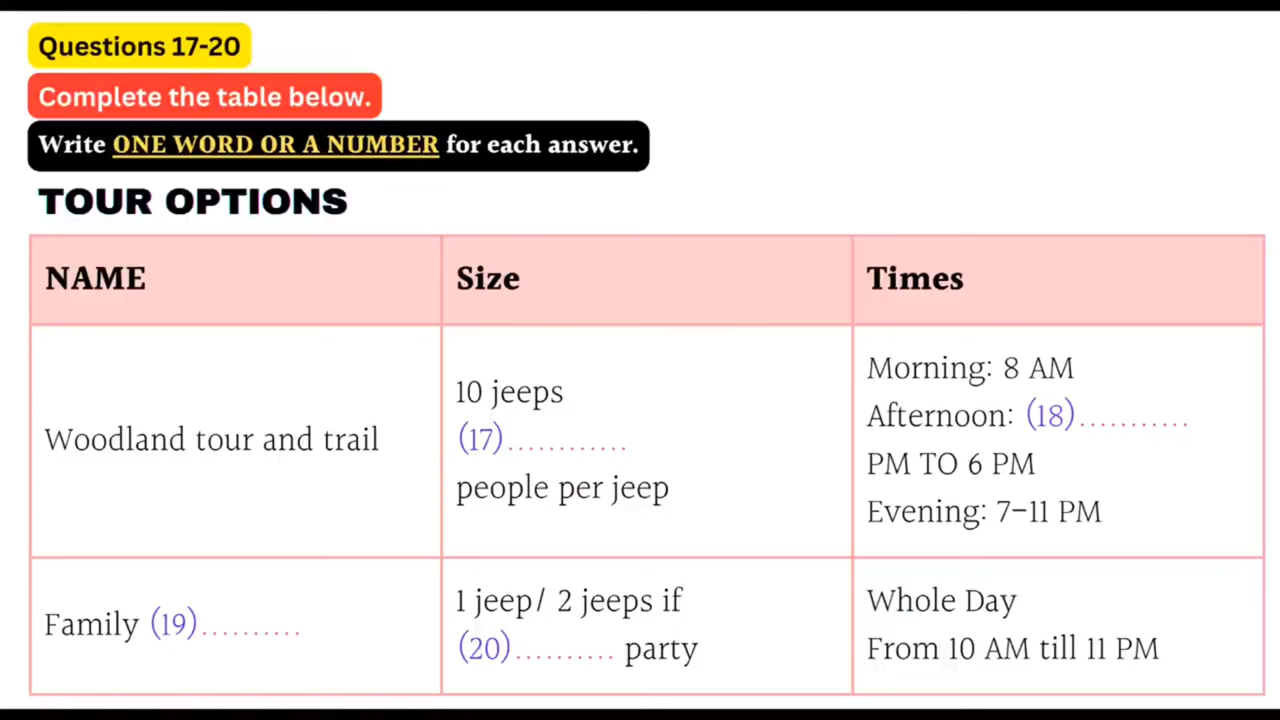 Questions 17-20
Complete the table below.
Write ONE WORD OR A NUMBER for each answer.
TOUR OPTIONS
NAME
Size
Times
Woodland tour and trail
10 jeeps
(17)............
people per jeep
Morning: 8 AM
Afternoon: (18)...........
PM TO 6 PM
Evening: 7–11 PM
Family (19)..........
1 jeep/ 2 jeeps if
(20).......... party
Whole Day
From 10 AM till 11 PM